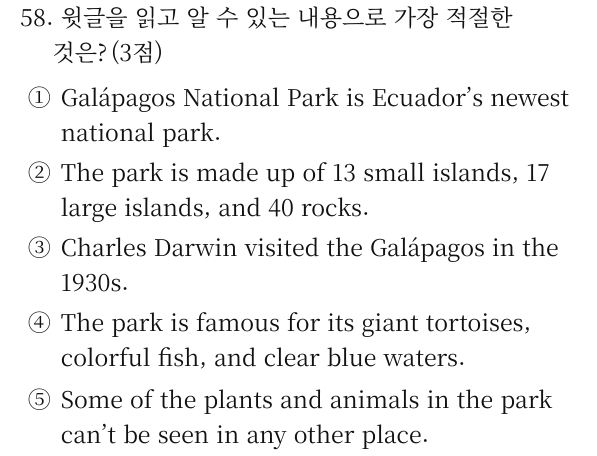 58. 윗글을 읽고 알 수 있는 내용으로 가장 적절한
것은? (3점)
① Galápagos National Park is Ecuador’s newest
national park.
② The park is made up of 13 small islands, 17
large islands, and 40 rocks.
③ Charles Darwin visited the Galápagos in the
1930s.
④ The park is famous for its giant tortoises,
colorful fish, and clear blue waters.
⑤ Some of the plants and animals in the park
can’t be seen in any other place.